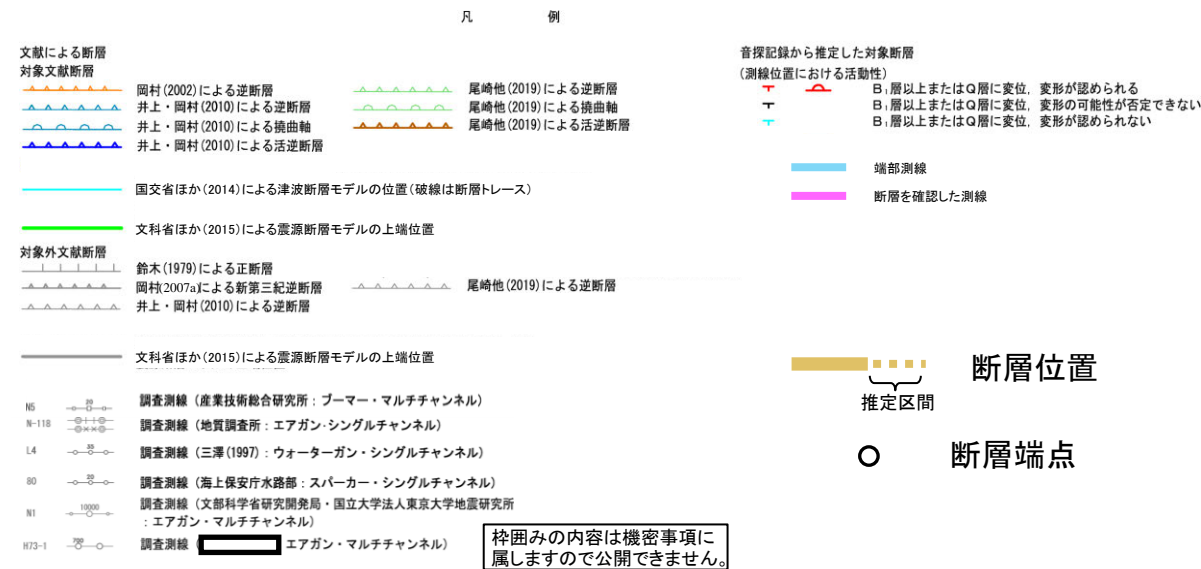 凡　例
文献による断層
対象文献断層
岡村(2002)による逆断層
井上・岡村(2010)による逆断層
井上・岡村(2010)による撓曲軸
井上・岡村(2010)による活逆断層
尾崎他(2019)による逆断層
尾崎他(2019)による撓曲軸
尾崎他(2019)による活逆断層
国交省ほか(2014)による津波断層モデルの位置(破線は断層トレース)
文科省ほか(2015)による震源断層モデルの上端位置
対象外文献断層
鈴木(1979)による正断層
岡村(2007a)による新第三紀逆断層
井上・岡村(2010)による逆断層
尾崎他(2019)による逆断層
文科省ほか(2015)による震源断層モデルの上端位置
N5 20 調査測線(産業技術総合研究所：ブーマー・マルチチャンネル)
N-118 調査測線(地質調査所：エアガン・シングルチャンネル)
L4 35 調査測線(三澤(1997)：ウォーターガン・シングルチャンネル)
80 20 調査測線(海上保安庁水路部：スパーカー・シングルチャンネル)
N1 10000 調査測線(文部科学省研究開発局・国立大学法人東京大学地震研究所
：エアガン・マルチチャンネル)
H73-1 700 調査測線( エアガン・マルチチャンネル)
枠囲みの内容は機密事項に
属しますので公開できません。
音探記録から推定した対象断層
(測線位置における活動性)
B₁層以上またはQ層に変位，変形が認められる
B₁層以上またはQ層に変位，変形の可能性が否定できない
B₁層以上またはQ層に変位，変形が認められない
端部測線
断層を確認した測線
断層位置
推定区間
断層端点